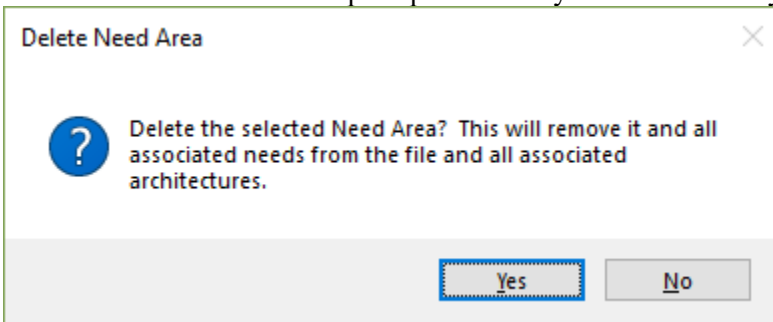 Delete Need Area
Delete the selected Need Area? This will remove it and all
associated needs from the file and all associated
architectures.
Yes
No